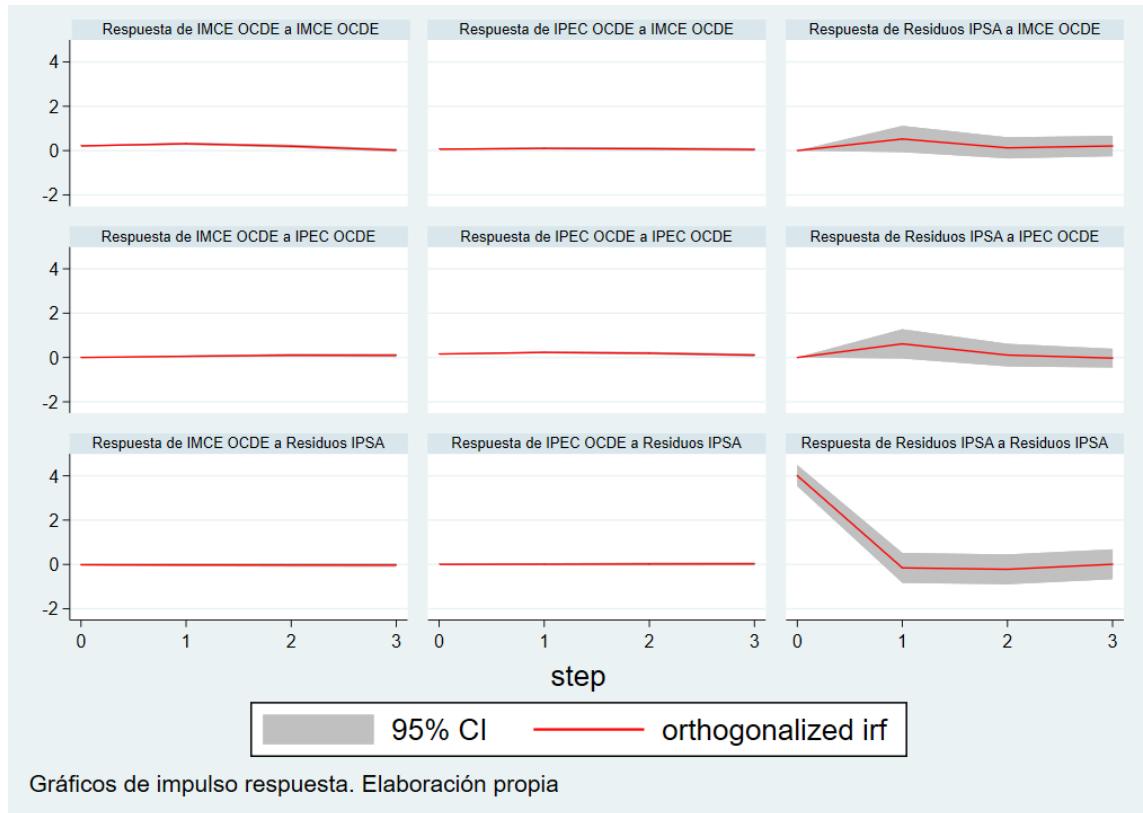 Respuesta de IMCE OCDE a IMCE OCDE
Respuesta de IPEC OCDE a IMCE OCDE
Respuesta de Residuos IPSA a IMCE OCDE
4
2
0
-2
Respuesta de IMCE OCDE a IPEC OCDE
Respuesta de IPEC OCDE a IPEC OCDE
Respuesta de Residuos IPSA a IPEC OCDE
4
2
0
-2
Respuesta de IMCE OCDE a Residuos IPSA
Respuesta de IPEC OCDE a Residuos IPSA
Respuesta de Residuos IPSA a Residuos IPSA
4
2
0
-2
0 1 2 3
0 1 2 3
0 1 2 3
step
95% CI
orthogonalized irf
Gráficos de impulso respuesta. Elaboración propia